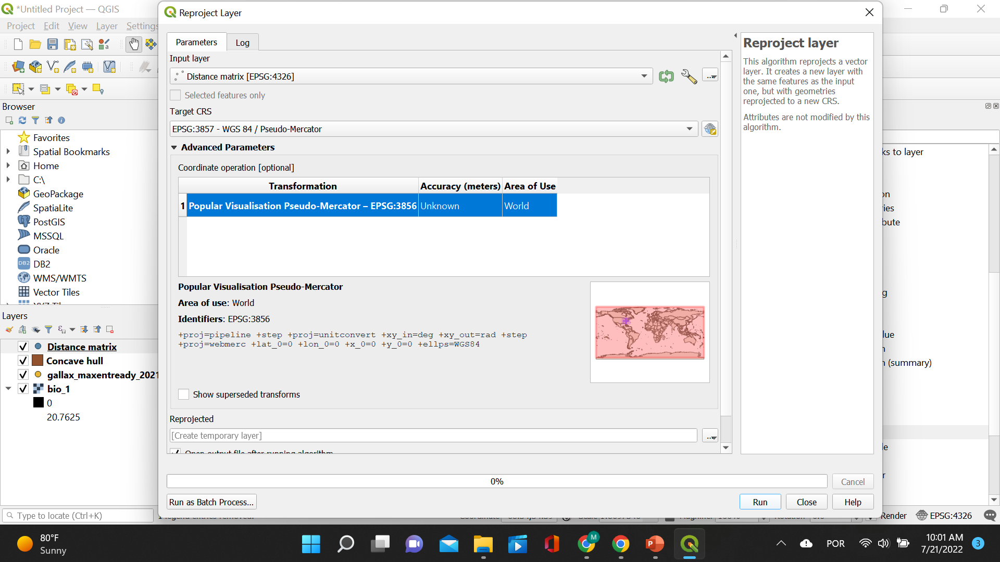 *Untitled Project — QGIS
Project Edit View Layer Settings
Reproject Layer
Parameters
Log
Input layer
Distance matrix [EPSG:4326]
Selected features only
Target CRS
EPSG:3857 - WGS 84 / Pseudo-Mercator
Advanced Parameters
Coordinate operation [optional]
Transformation Accuracy (meters) Area of Use
1 Popular Visualisation Pseudo-Mercator – EPSG:3856 Unknown World
Popular Visualisation Pseudo-Mercator
Area of use: World
Identifiers: EPSG:3856
+proj=pipeline +step +proj=unitconvert +xy_in=deg +xy_out=rad +step
+proj=webmerc +lat_0=0 +lon_0=0 +x_0=0 +y_0=0 +ellps=WGS84
Show superseded transforms
Reprojected
[Create temporary layer]
Open output file after running algorithm
0%
Cancel
Run as Batch Process...
Run
Close
Help
Reproject layer
This algorithm reprojects a vector
layer. It creates a new layer with
the same features as the input
one, but with geometries
reprojected to a new CRS.
Attributes are not modified by this
algorithm.
Browser
Favorites
Spatial Bookmarks
Home
C:\
GeoPackage
SpatiaLite
PostGIS
MSSQL
Oracle
DB2
DB2
WMS/WMTS
Vector Tiles
Layers
Distance matrix
Concave hull
gallax_maxentready_2021
bio_1
0
20.7625
ks to layer
on
ies
bute
g
lue
n
n (summary)
le
r
Type to locate (Ctrl+K)
1 legend entries removed.
Render
EPSG:4326
80°F
Sunny
M
POR
10:01 AM
7/21/2022
3